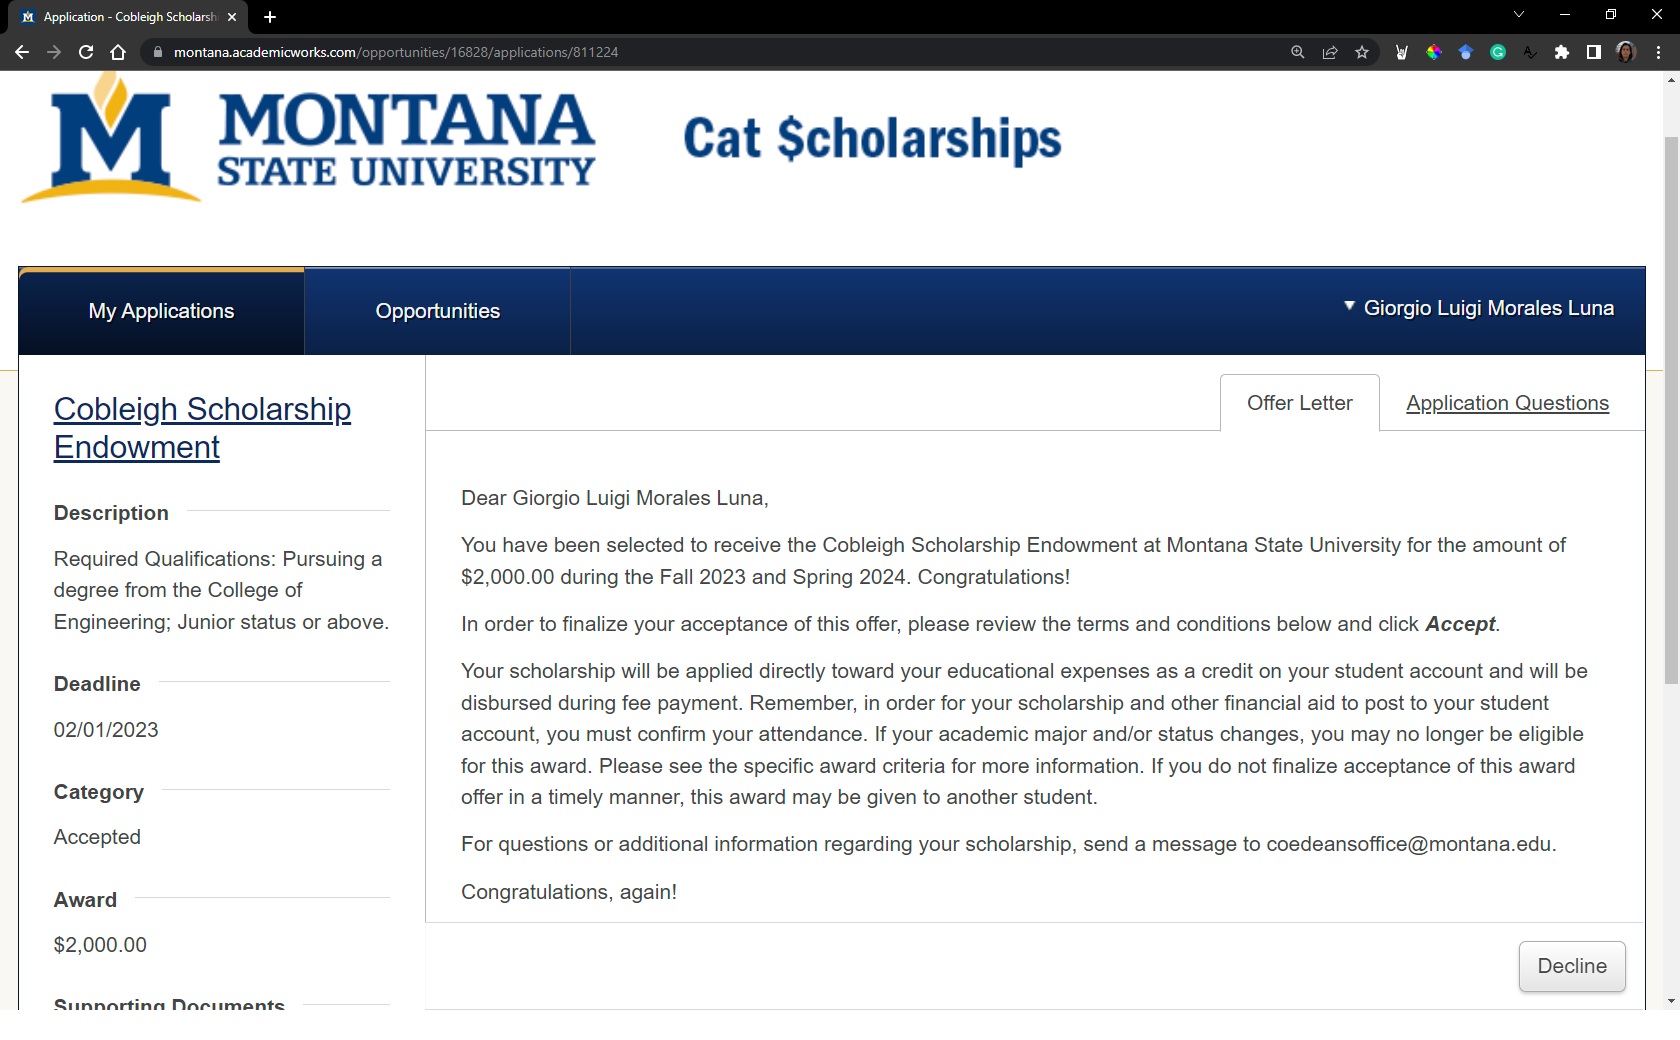 Application - Cobleigh Scholarshi
montana.academicworks.com/opportunities/16828/applications/811224
M MONTANA
STATE UNIVERSITY
Cat $cholarships
My Applications
Opportunities
Giorgio Luigi Morales Luna
Cobleigh Scholarship
Endowment
Description
Required Qualifications: Pursuing a
degree from the College of
Engineering; Junior status or above.
Deadline
02/01/2023
Category
Accepted
Award
$2,000.00
Supporting Documents
Offer Letter
Application Questions
Dear Giorgio Luigi Morales Luna,
You have been selected to receive the Cobleigh Scholarship Endowment at Montana State University for the amount of
$2,000.00 during the Fall 2023 and Spring 2024. Congratulations!
In order to finalize your acceptance of this offer, please review the terms and conditions below and click Accept.
Your scholarship will be applied directly toward your educational expenses as a credit on your student account and will be
disbursed during fee payment. Remember, in order for your scholarship and other financial aid to post to your student
account, you must confirm your attendance. If your academic major and/or status changes, you may no longer be eligible
for this award. Please see the specific award criteria for more information. If you do not finalize acceptance of this award
offer in a timely manner, this award may be given to another student.
For questions or additional information regarding your scholarship, send a message to coedeansoffice@montana.edu.
Congratulations, again!
Decline